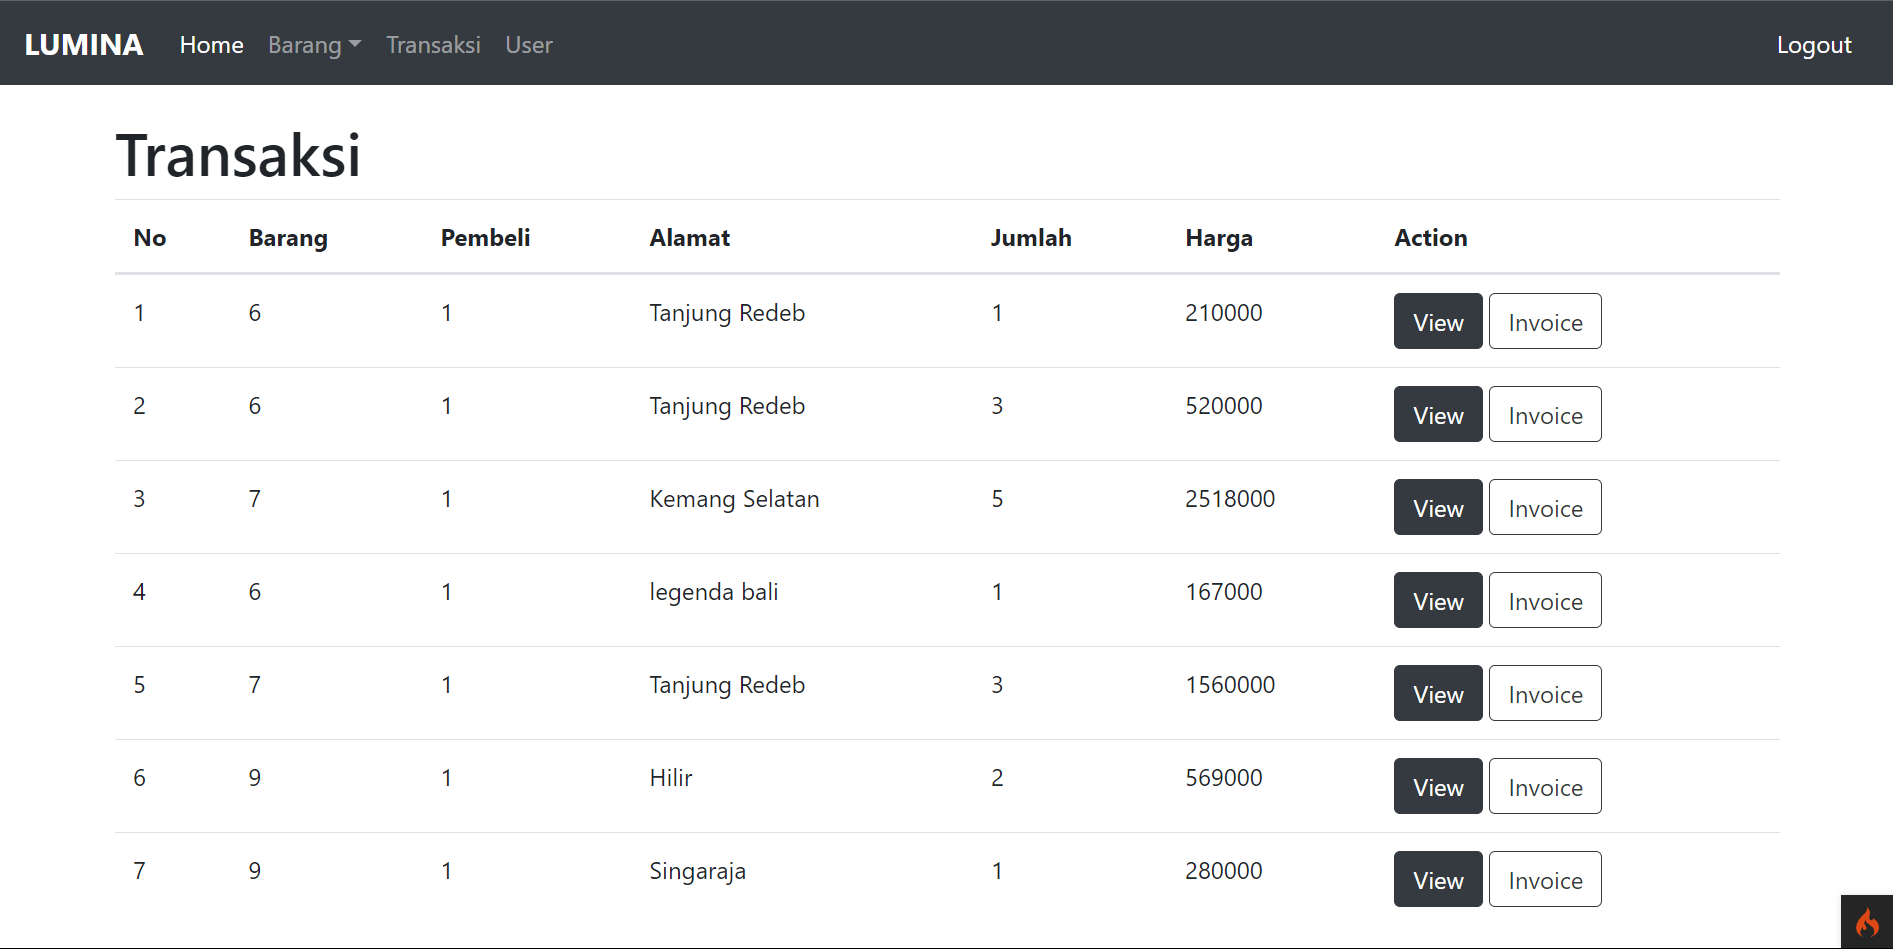 LUMINA Home Barang Transaksi User Logout
Transaksi
No Barang Pembeli Alamat Jumlah Harga Action
1 6 1 Tanjung Redeb 1 210000 View Invoice
2 6 1 Tanjung Redeb 3 520000 View Invoice
3 7 1 Kemang Selatan 5 2518000 View Invoice
4 6 1 legenda bali 1 167000 View Invoice
5 7 1 Tanjung Redeb 3 1560000 View Invoice
6 9 1 Hilir 2 569000 View Invoice
7 9 1 Singaraja 1 280000 View Invoice